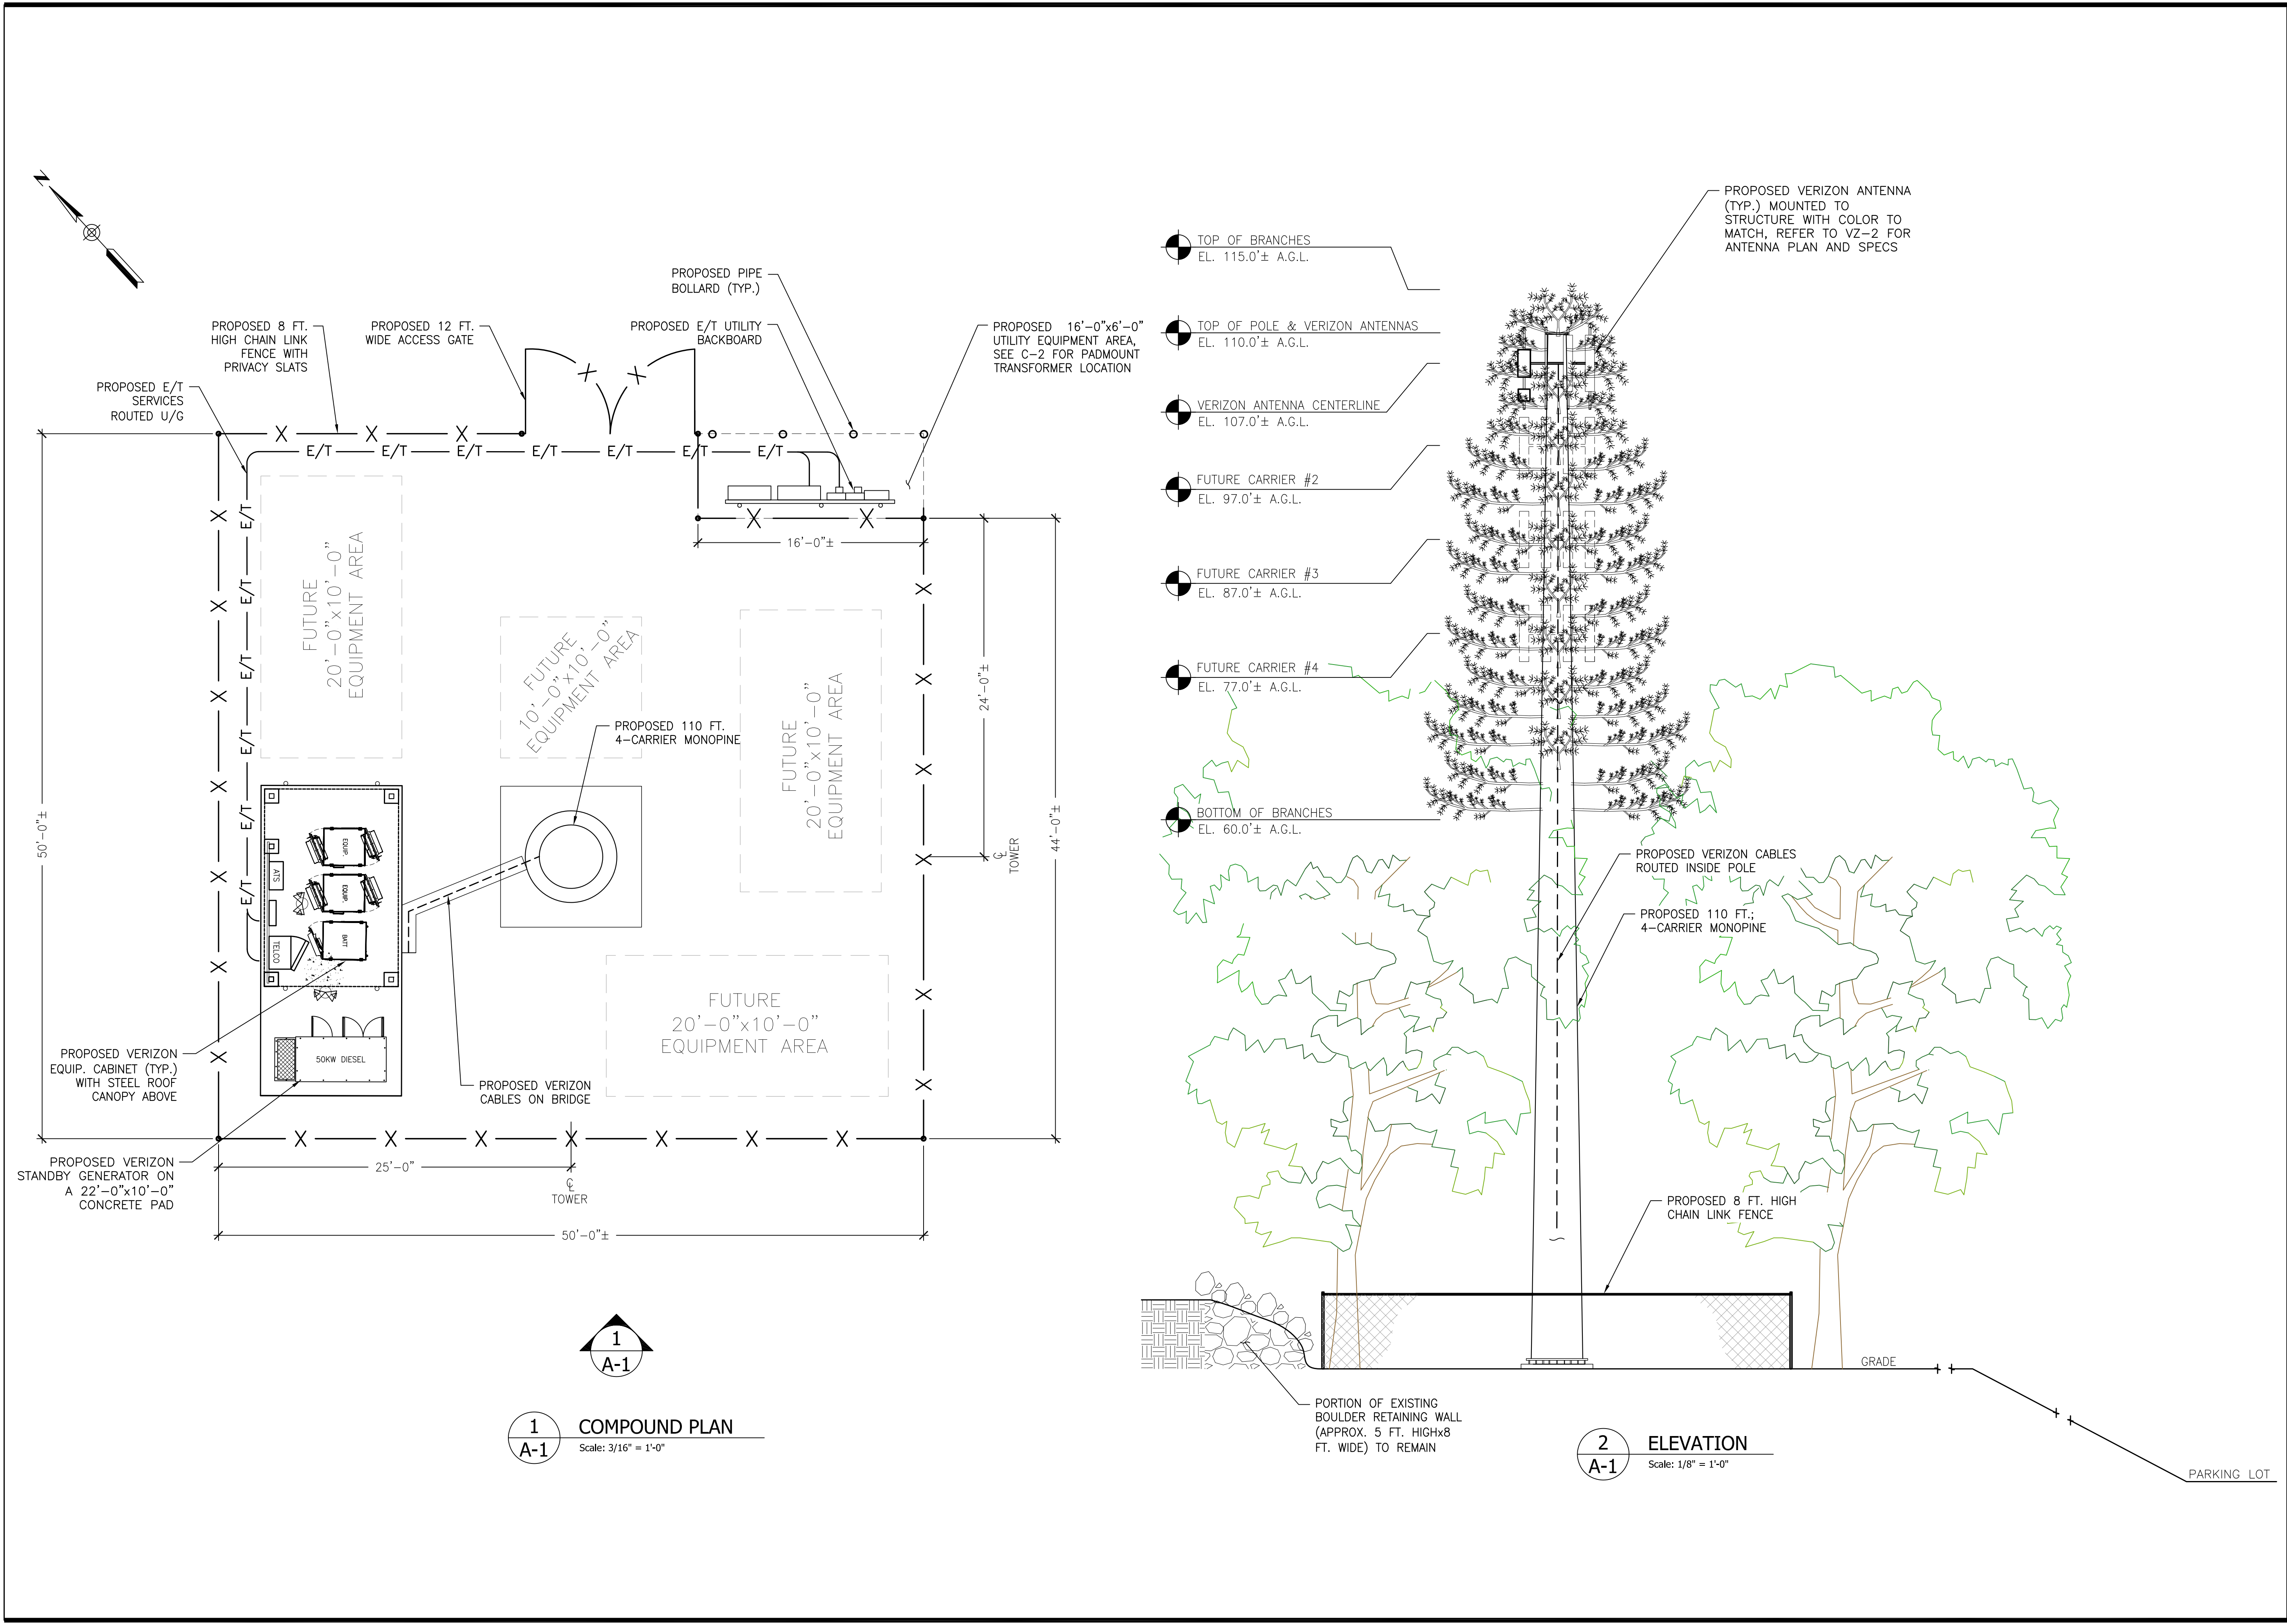 N
PROPOSED PIPE
BOLLARD (TYP.)
PROPOSED 8 FT.
HIGH CHAIN LINK
FENCE WITH
PRIVACY SLATS
PROPOSED 12 FT.
WIDE ACCESS GATE
PROPOSED E/T UTILITY
BACKBOARD
PROPOSED 16'-0"x6'-0"
UTILITY EQUIPMENT AREA,
SEE C-2 FOR PADMOUNT
TRANSFORMER LOCATION
PROPOSED E/T
SERVICES
ROUTED U/G
X X X X X
E/T E/T E/T E/T E/T E/T E/T
X X
16'-0"±
E/T
E/T
E/T
E/T
E/T
E/T
X
X
X
X
X
X
X
X
X
X
X
X
X
X
FUTURE
20'-0"x10'-0"
EQUIPMENT AREA
FUTURE
10'-0"x10'-0"
EQUIPMENT AREA
PROPOSED 110 FT.
4-CARRIER MONOPINE
FUTURE
20'-0"x10'-0"
EQUIPMENT AREA
24'-0"±
44'-0"±
℄
TOWER
50'-0"±
EQUIP.
EQUIP.
BATT
ATS
TELCO
50KW DIESEL
FUTURE
20'-0"x10'-0"
EQUIPMENT AREA
PROPOSED VERIZON
EQUIP. CABINET (TYP.)
WITH STEEL ROOF
CANOPY ABOVE
PROPOSED VERIZON
CABLES ON BRIDGE
X X X X X X X
PROPOSED VERIZON
STANDBY GENERATOR ON
A 22'-0"x10'-0"
CONCRETE PAD
25'-0"
℄
TOWER
50'-0"±
1
A-1
1
A-1
COMPOUND PLAN
Scale: 3/16" = 1'-0"
PROPOSED VERIZON ANTENNA
(TYP.) MOUNTED TO
STRUCTURE WITH COLOR TO
MATCH, REFER TO VZ-2 FOR
ANTENNA PLAN AND SPECS
TOP OF BRANCHES
EL. 115.0'± A.G.L.
TOP OF POLE & VERIZON ANTENNAS
EL. 110.0'± A.G.L.
VERIZON ANTENNA CENTERLINE
EL. 107.0'± A.G.L.
FUTURE CARRIER #2
EL. 97.0'± A.G.L.
FUTURE CARRIER #3
EL. 87.0'± A.G.L.
FUTURE CARRIER #4
EL. 77.0'± A.G.L.
BOTTOM OF BRANCHES
EL. 60.0'± A.G.L.
PROPOSED VERIZON CABLES
ROUTED INSIDE POLE
PROPOSED 110 FT.;
4-CARRIER MONOPINE
PROPOSED 8 FT. HIGH
CHAIN LINK FENCE
GRADE
PORTION OF EXISTING
BOULDER RETAINING WALL
(APPROX. 5 FT. HIGHx8
FT. WIDE) TO REMAIN
2
A-1
ELEVATION
Scale: 1/8" = 1'-0"
PARKING LOT